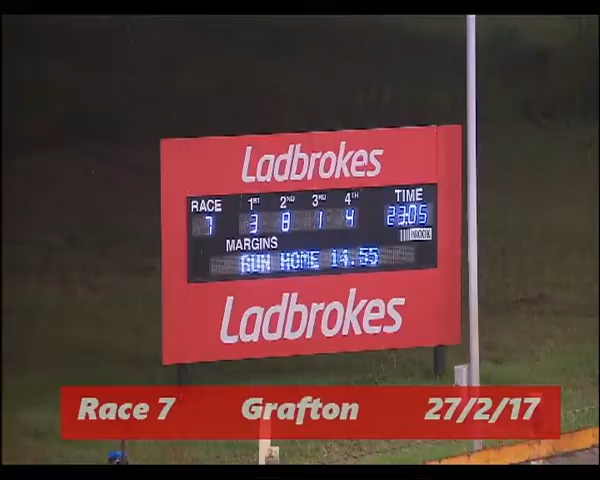 Ladbrokes
RACE 1ST 2ND 3RD 4TH TIME
7 3 8 1 4 23.05
MARGINS BROOK
RUN HOME 14.55
Ladbrokes
Race 7 Grafton 27/2/17